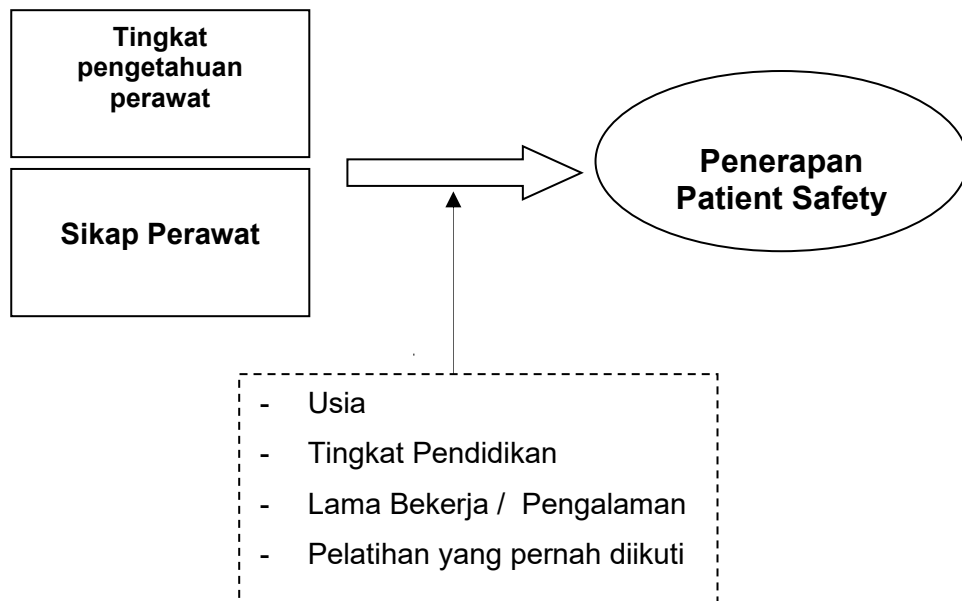 Tingkat
pengetahuan
perawat
Sikap Perawat
Penerapan
Patient Safety
- Usia
- Tingkat Pendidikan
- Lama Bekerja / Pengalaman
- Pelatihan yang pernah diikuti